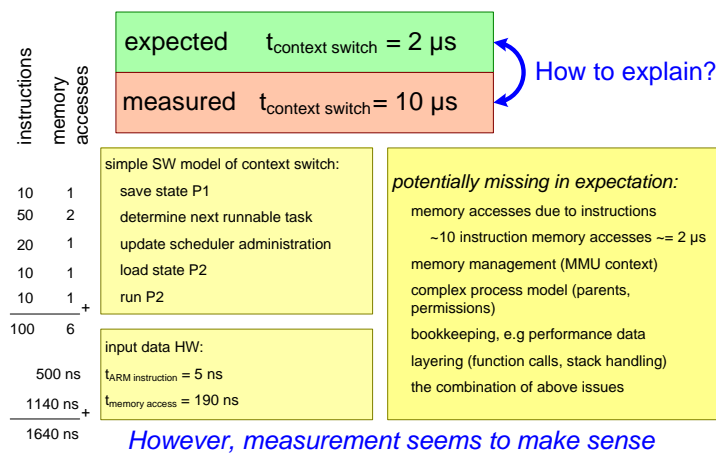 expected t context switch = 2 µs
measured t context switch = 10 µs
How to explain?
instructions
memory
accesses
simple SW model of context switch:
10 1 save state P1
50 2 determine next runnable task
20 1 update scheduler administration
10 1 load state P2
10 1 run P2
+
100 6
input data HW:
500 ns t ARM instruction = 5 ns
1140 ns + t memory access = 190 ns
1640 ns
potentially missing in expectation:
memory accesses due to instructions
~10 instruction memory accesses ~= 2 µs
memory management (MMU context)
complex process model (parents,
permissions)
bookkeeping, e.g performance data
layering (function calls, stack handling)
the combination of above issues
However, measurement seems to make sense